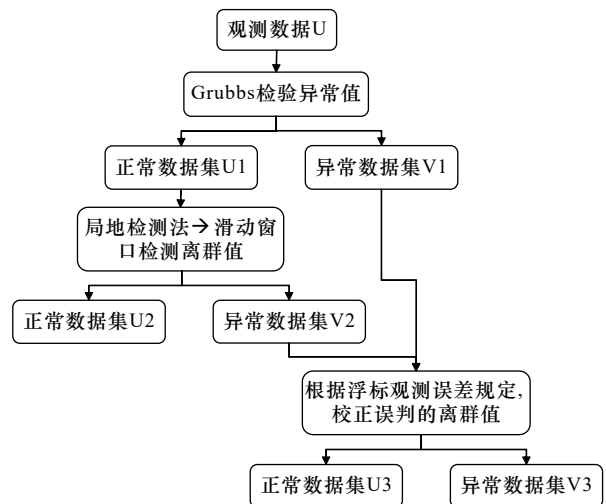 观测数据U
Grubbs检验异常值
正常数据集U1
异常数据集V1
局地检测法→滑动窗
口检测离群值
正常数据集U2
异常数据集V2
根据浮标观测误差规定,
校正误判的离群值
正常数据集U3
异常数据集V3